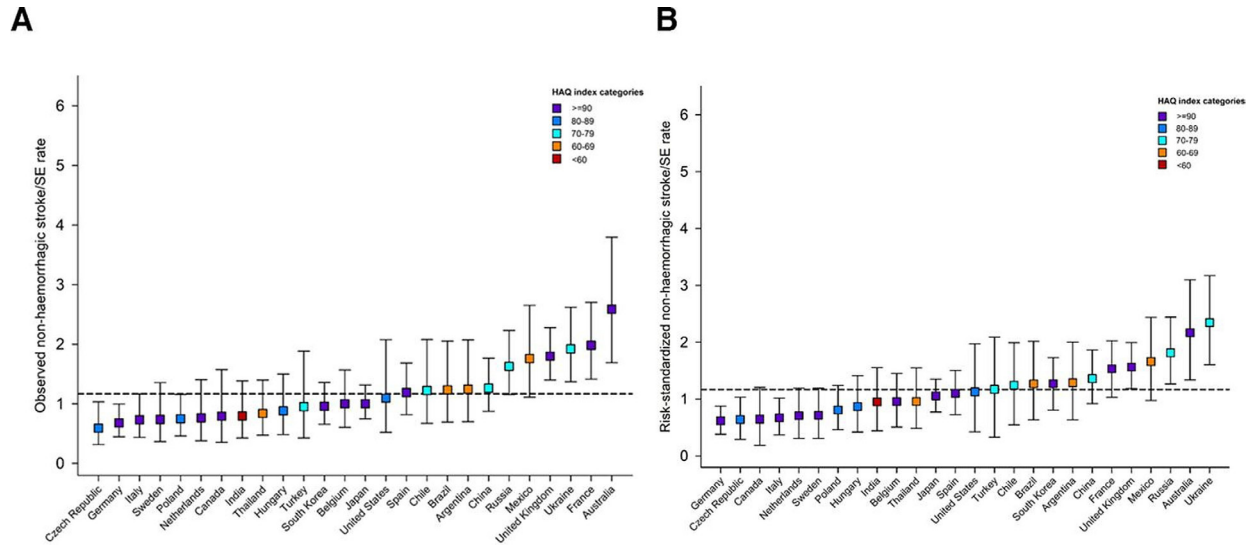 A
Observed non-haemorrhagic stroke/SE rate
6
5
4
3
2
1
0
HAQ index categories
>=90
80-89
70-79
60-69
<60
Czech Republic
Germany
Italy
Sweden
Poland
Netherlands
Canada
India
Thailand
Hungary
Turkey
South Korea
Belgium
Japan
United States
Spain
Chile
Brazil
Argentina
China
Russia
Mexico
United Kingdom
Ukraine
France
Australia
B
Risk-standardized non-haemorrhagic stroke/SE rate
6
5
4
3
2
1
0
HAQ index categories
>=90
80-89
70-79
60-69
<60
Germany
Czech Republic
Canada
Italy
Netherlands
Sweden
Poland
Hungary
India
Belgium
Thailand
Japan
Spain
United States
Turkey
Chile
Brazil
South Korea
Argentina
China
France
United Kingdom
Mexico
Russia
Australia
Ukraine